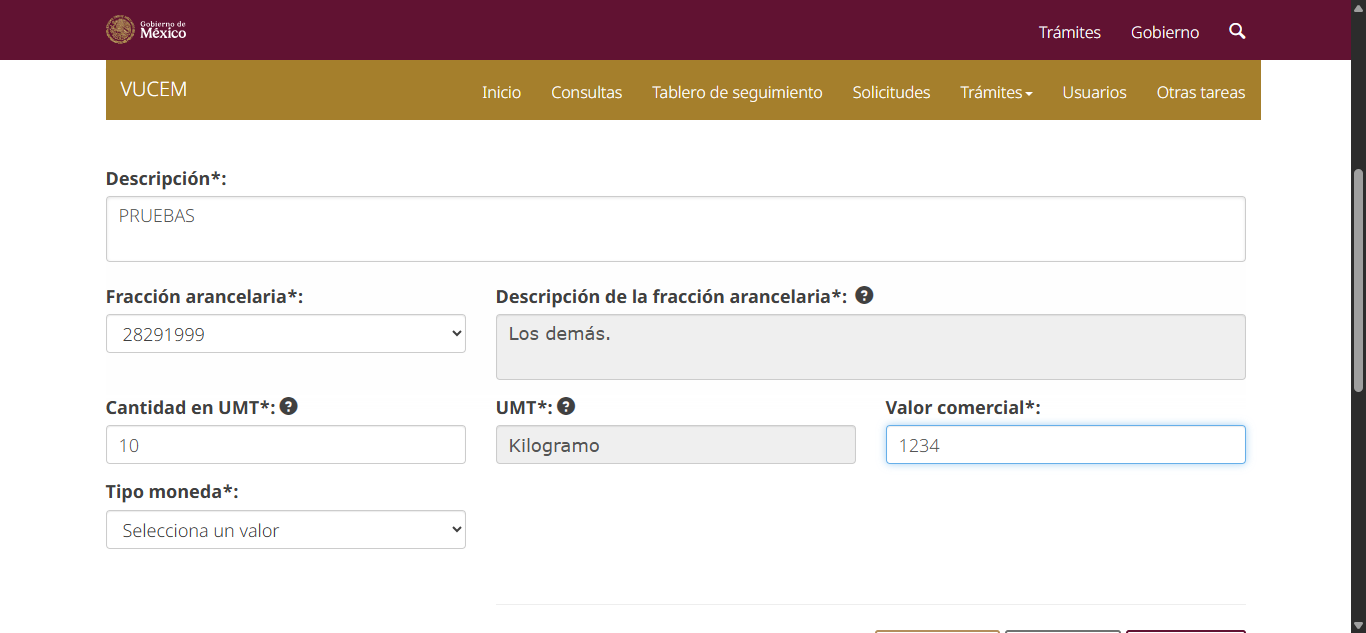 Gobierno de
México
Trámites
Gobierno
VUCEM
Inicio
Consultas
Tablero de seguimiento
Solicitudes
Trámites
Usuarios
Otras tareas
Descripción*:
PRUEBAS
Fracción arancelaria*:
28291999
Descripción de la fracción arancelaria*:
Los demás.
Cantidad en UMT*:
10
UMT*:
Kilogramo
Valor comercial*:
1234
Tipo moneda*:
Selecciona un valor